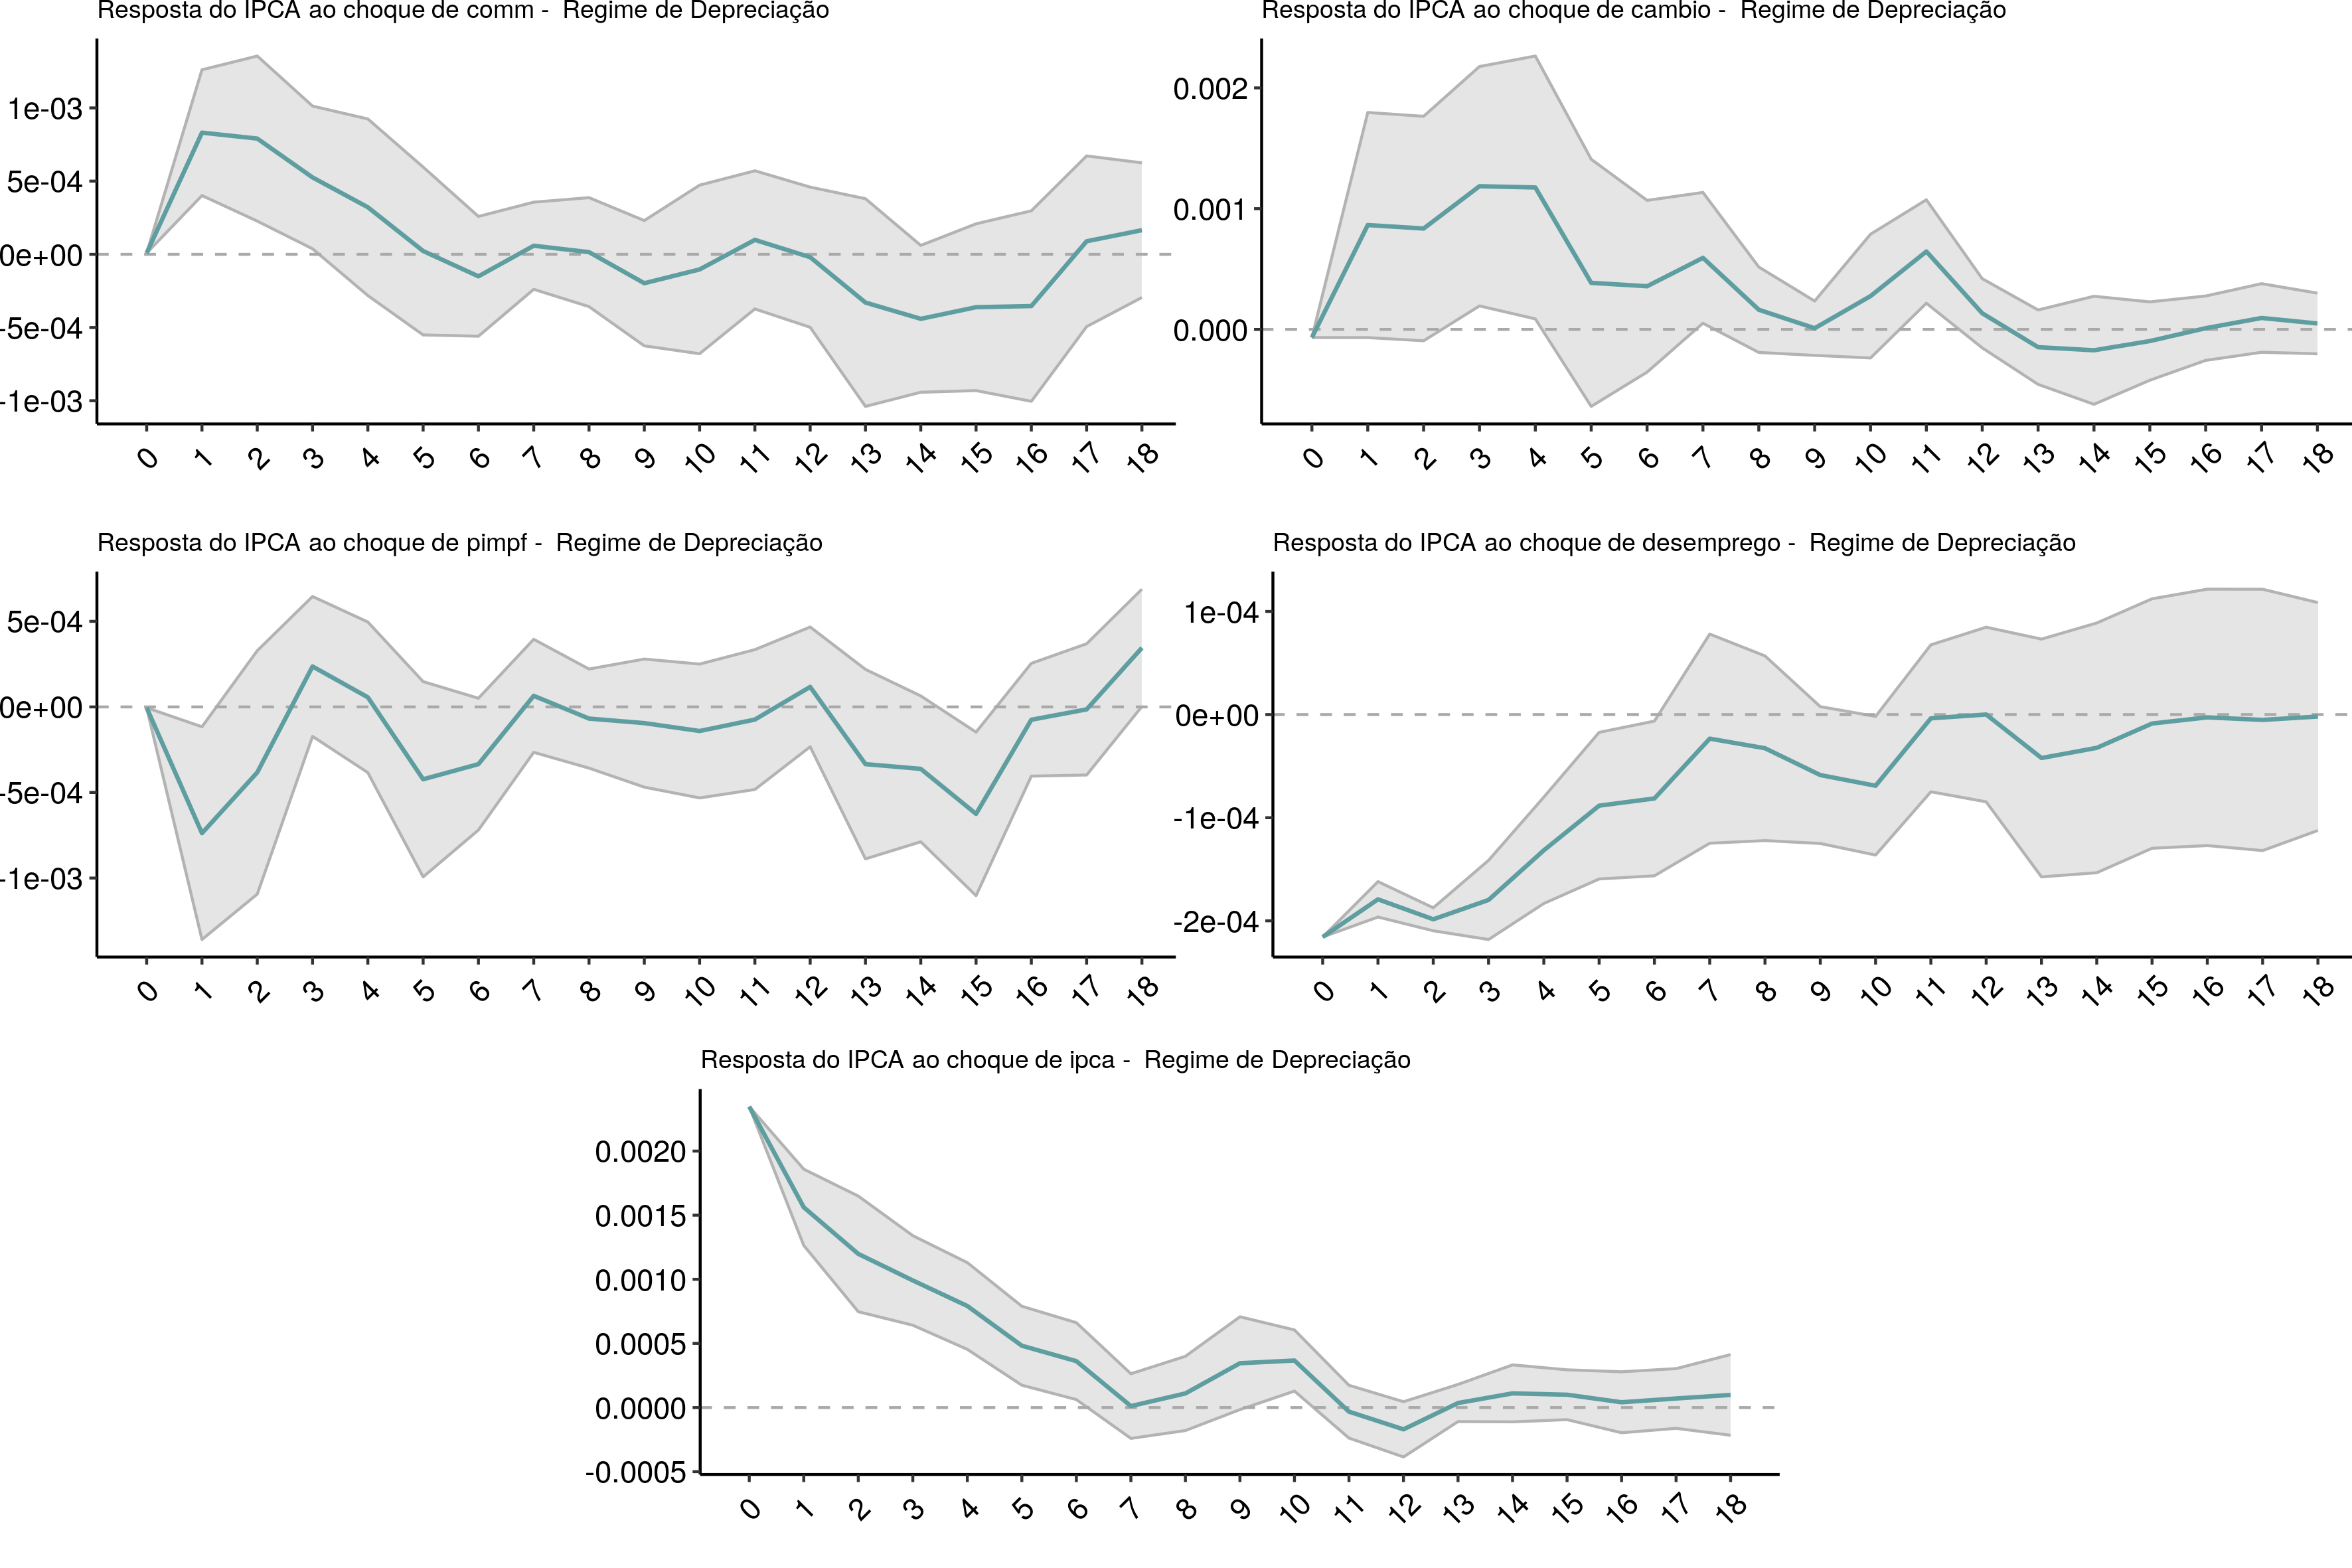 Resposta do IPCA ao choque de comm -  Regime de Depreciação
1e-03
5e-04
0e+00
-5e-04
-1e-03
0 1 2 3 4 5 6 7 8 9 10 11 12 13 14 15 16 17 18
Resposta do IPCA ao choque de cambio -  Regime de Depreciação
0.002
0.001
0.000
0 1 2 3 4 5 6 7 8 9 10 11 12 13 14 15 16 17 18
Resposta do IPCA ao choque de pimpf -  Regime de Depreciação
5e-04
0e+00
-5e-04
-1e-03
0 1 2 3 4 5 6 7 8 9 10 11 12 13 14 15 16 17 18
Resposta do IPCA ao choque de desemprego -  Regime de Depreciação
1e-04
0e+00
-1e-04
-2e-04
0 1 2 3 4 5 6 7 8 9 10 11 12 13 14 15 16 17 18
Resposta do IPCA ao choque de ipca -  Regime de Depreciação
0.0020
0.0015
0.0010
0.0005
0.0000
-0.0005
0 1 2 3 4 5 6 7 8 9 10 11 12 13 14 15 16 17 18